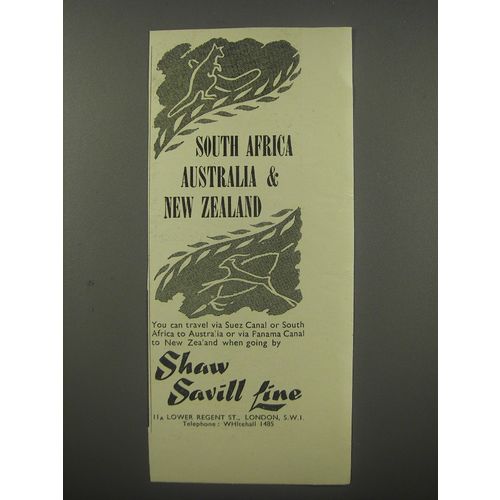 SOUTH AFRICA
AUSTRALIA &
NEW ZEALAND
You can travel via Suez Canal or South
Africa to Austra ia or via Panama Canal
to New Zea'and when going by
Shaw
Savill Line
11A LOWER REGENT ST., LONDON, S.W.1.
Telephone : WHItehall 1485